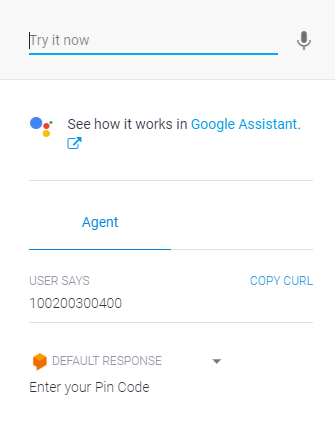 Try it now
See how it works in Google Assistant.
Agent
USER SAYS COPY CURL
100200300400
DEFAULT RESPONSE
Enter your Pin Code